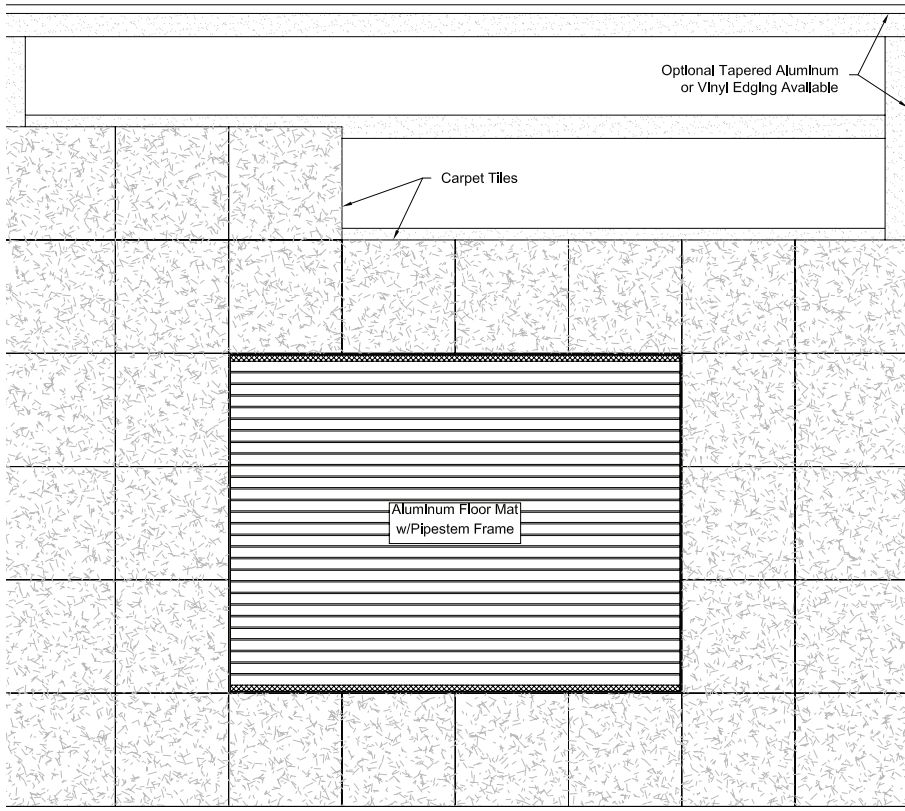 Optional Tapered Aluminum
or Vinyl Edging Available
Carpet Tiles
Aluminum Floor Mat
w/Pipestem Frame